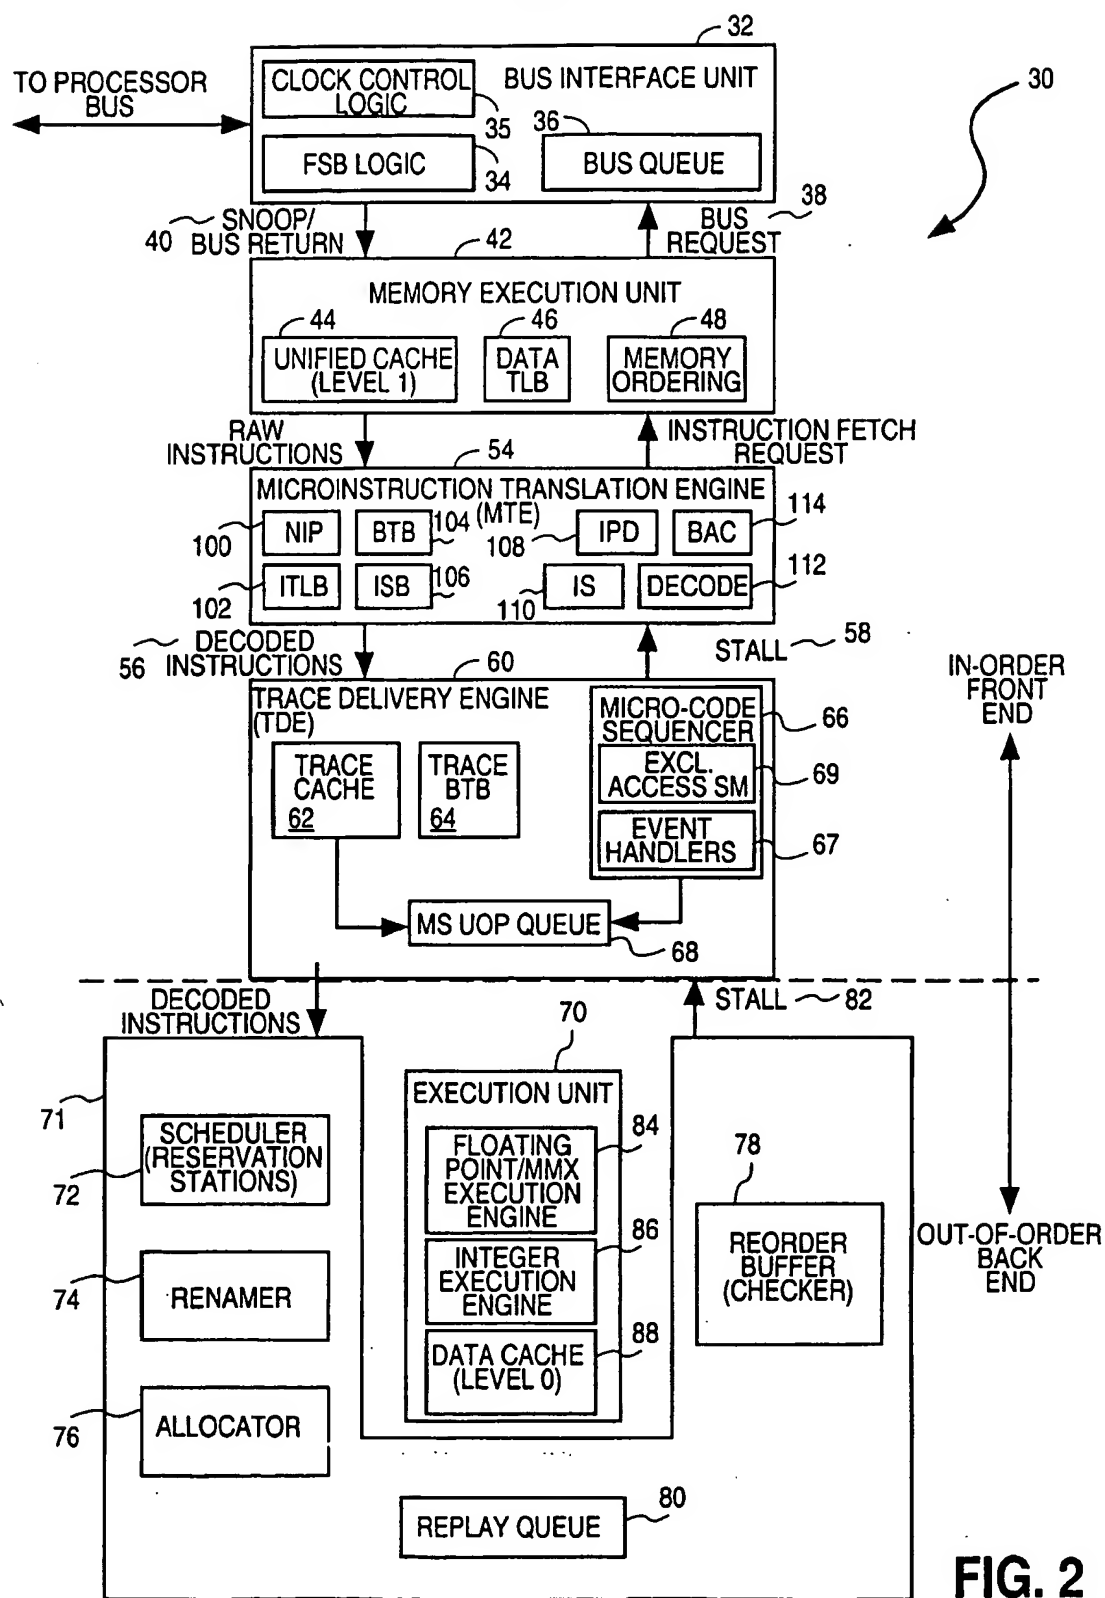 32
CLOCK CONTROL
LOGIC
35
BUS INTERFACE UNIT
TO PROCESSOR
BUS
30
FSB LOGIC
34
36
BUS QUEUE
40
SNOOP/
BUS RETURN
42
BUS
REQUEST
38
MEMORY EXECUTION UNIT
44
UNIFIED CACHE
(LEVEL 1)
46
DATA
TLB
48
MEMORY
ORDERING
RAW
INSTRUCTIONS
54
INSTRUCTION FETCH
REQUEST
MICROINSTRUCTION TRANSLATION ENGINE
(MTE)
100
NIP
BTB
104
108
IPD
BAC
114
102
ITLB
ISB
106
110
IS
DECODE
112
56
DECODED
INSTRUCTIONS
60
STALL
58
IN-ORDER
FRONT
END
TRACE DELIVERY ENGINE
(TDE)
TRACE
CACHE
62
TRACE
BTB
64
MICRO-CODE
SEQUENCER
66
EXCL.
ACCESS SM
69
EVENT
HANDLERS
67
MS UOP QUEUE
68
DECODED
INSTRUCTIONS
STALL
82
70
71
EXECUTION UNIT
SCHEDULER
(RESERVATION
STATIONS)
72
FLOATING
POINT/MMX
EXECUTION
ENGINE
84
78
REORDER
BUFFER
(CHECKER)
OUT-OF-ORDER
BACK
END
74
RENAMER
INTEGER
EXECUTION
ENGINE
86
DATA CACHE
(LEVEL 0)
88
76
ALLOCATOR
REPLAY QUEUE
80
FIG. 2